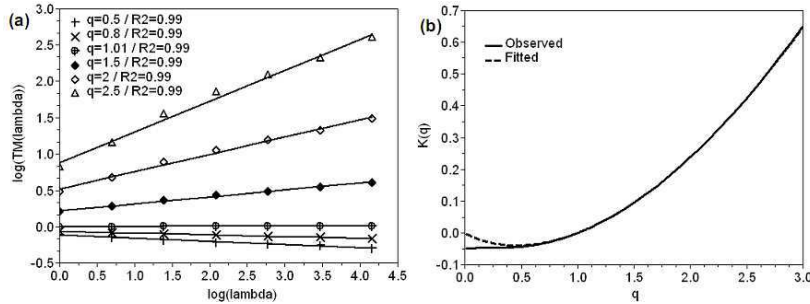 (a)
q=0.5 / R2=0.99
q=0.8 / R2=0.99
q=1.01 / R2=0.99
q=1.5 / R2=0.99
q=2 / R2=0.99
q=2.5 / R2=0.99
log(TM(lambda))
3.0
2.5
2.0
1.5
1.0
0.5
0.0
-0.5
0.0 0.5 1.0 1.5 2.0 2.5 3.0 3.5 4.0 4.5
log(lambda)
(b)
Observed
Fitted
K(q)
0.7
0.6
0.5
0.4
0.3
0.2
0.1
0.0
-0.1
0.0 0.5 1.0 1.5 2.0 2.5 3.0
q